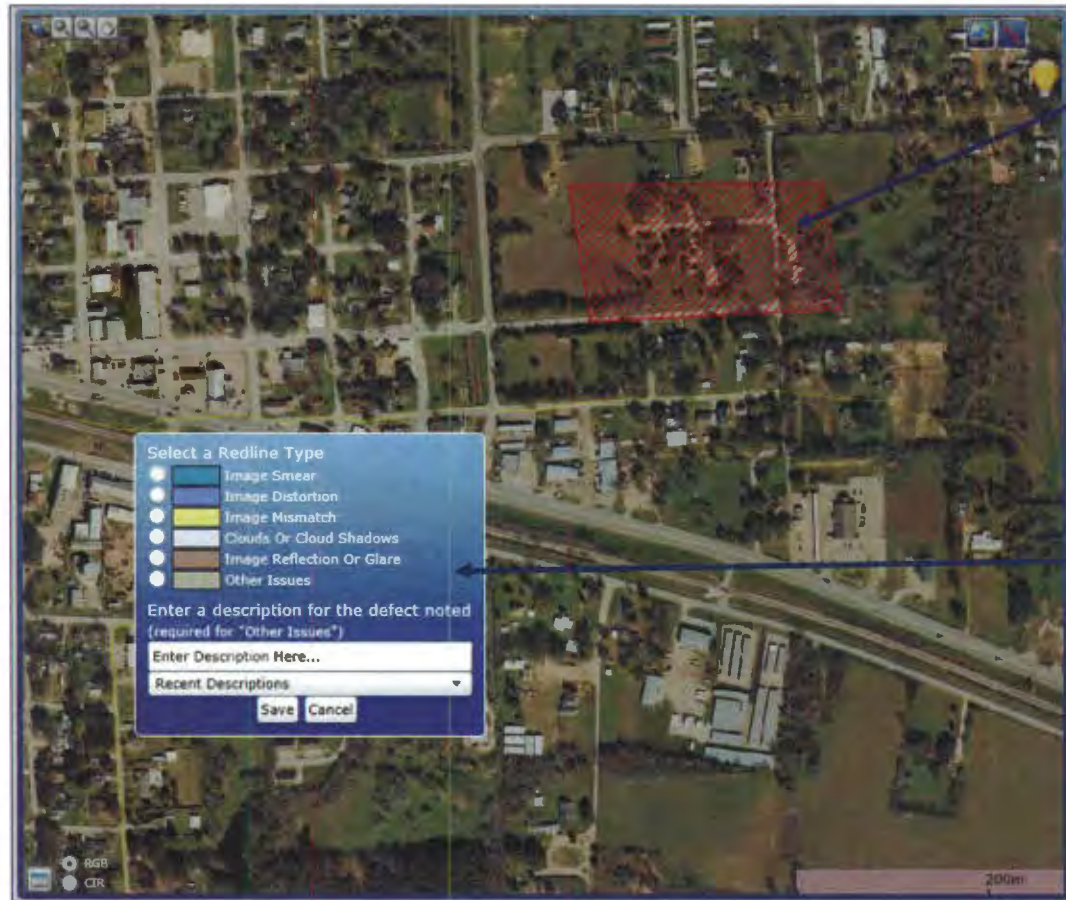 Select a Redline Type
Image Smear
Image Distortion
Image Mismatch
Clouds Or Cloud Shadows
Image Reflection Or Glare
Other Issues
Enter a description for the defect noted
(required for "Other Issues")
Enter Description Here...
Recent Descriptions
Save Cancel
RGB
CIR
200m